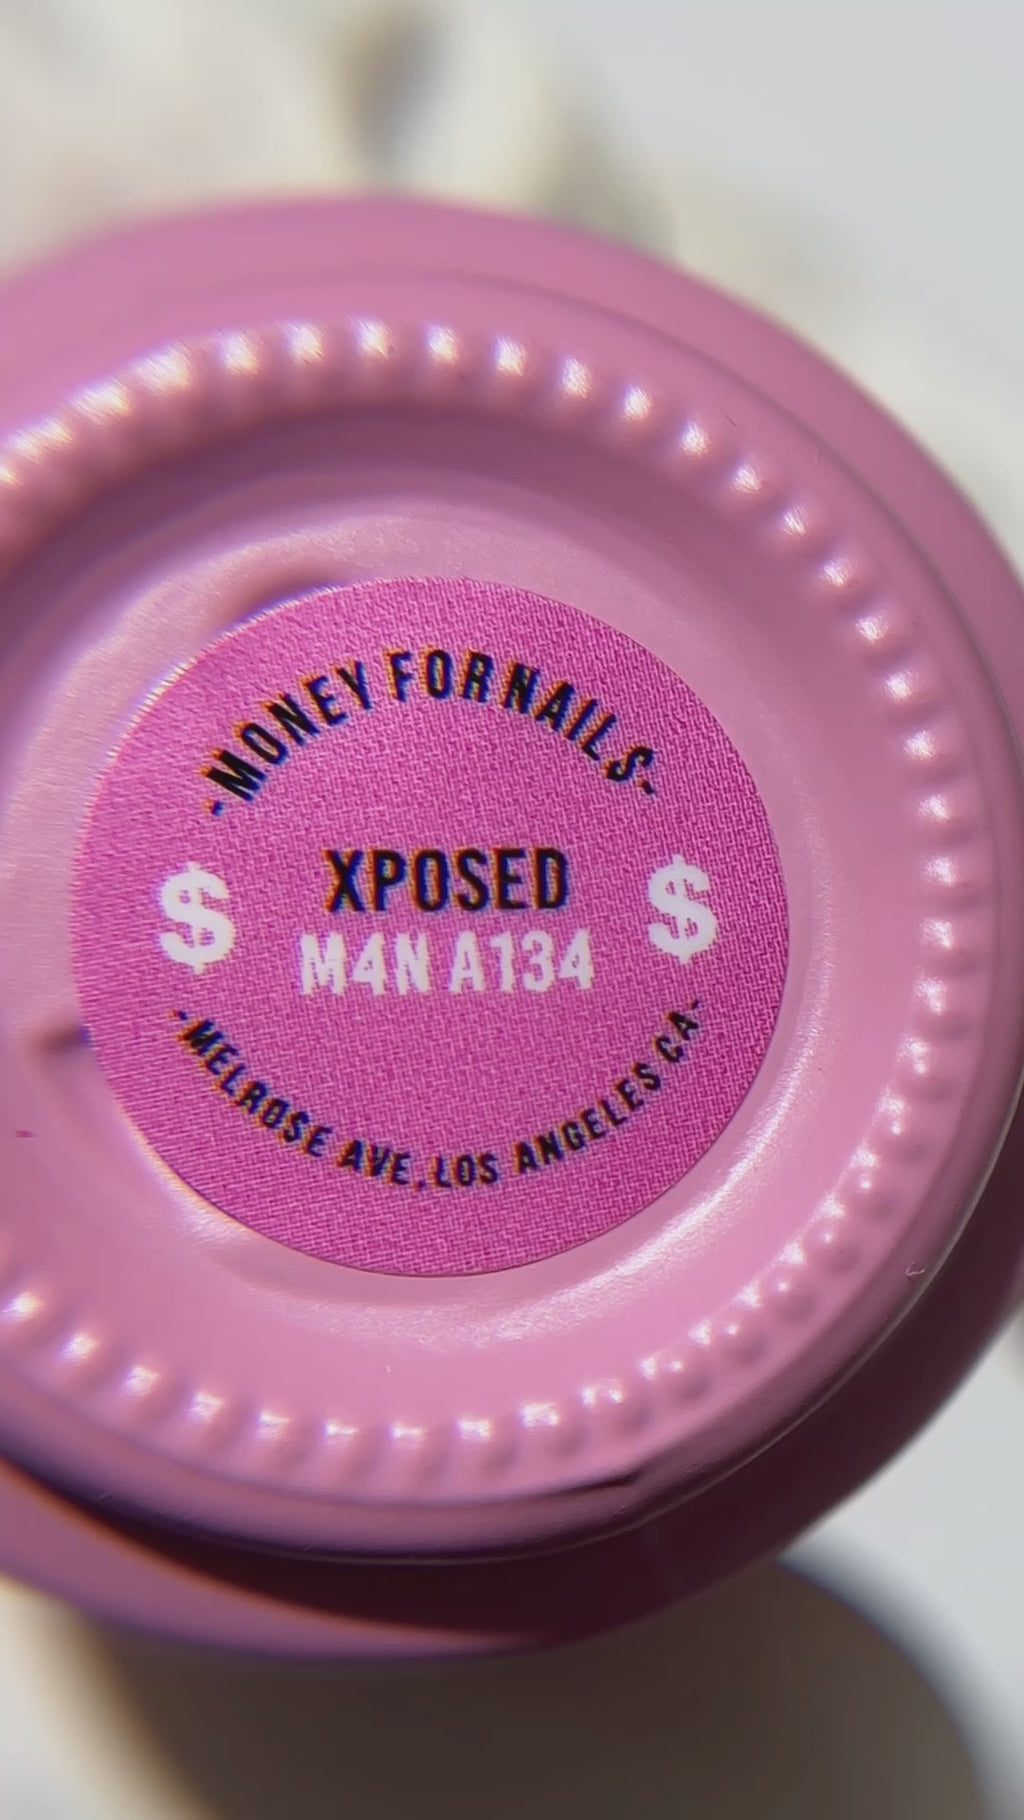 -MONEY FOR NAILS-
XPOSED
$ $
M4N A134
-MELROSE AVE, LOS ANGELES CA-